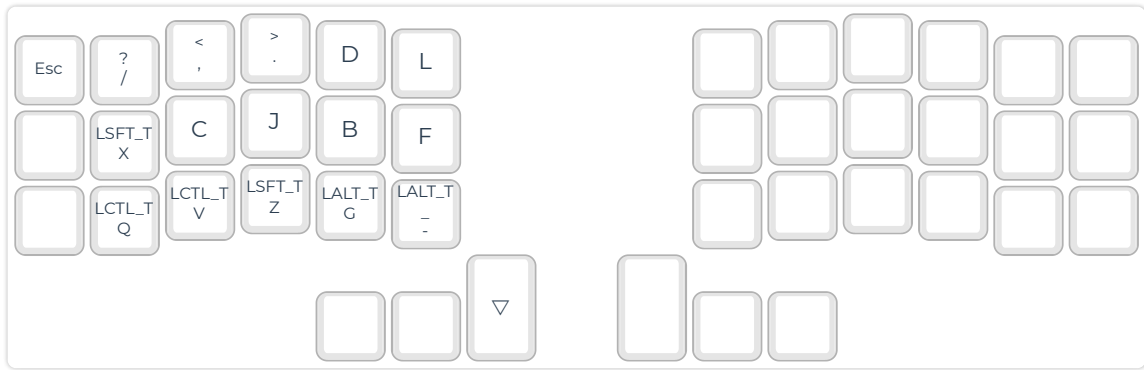 Esc
?
/
<
,
>
.
D
L
LSFT_T
X
C
J
B
F
LCTL_T
Q
LCTL_T
V
LSFT_T
Z
LALT_T
G
LALT_T
_
-
▽